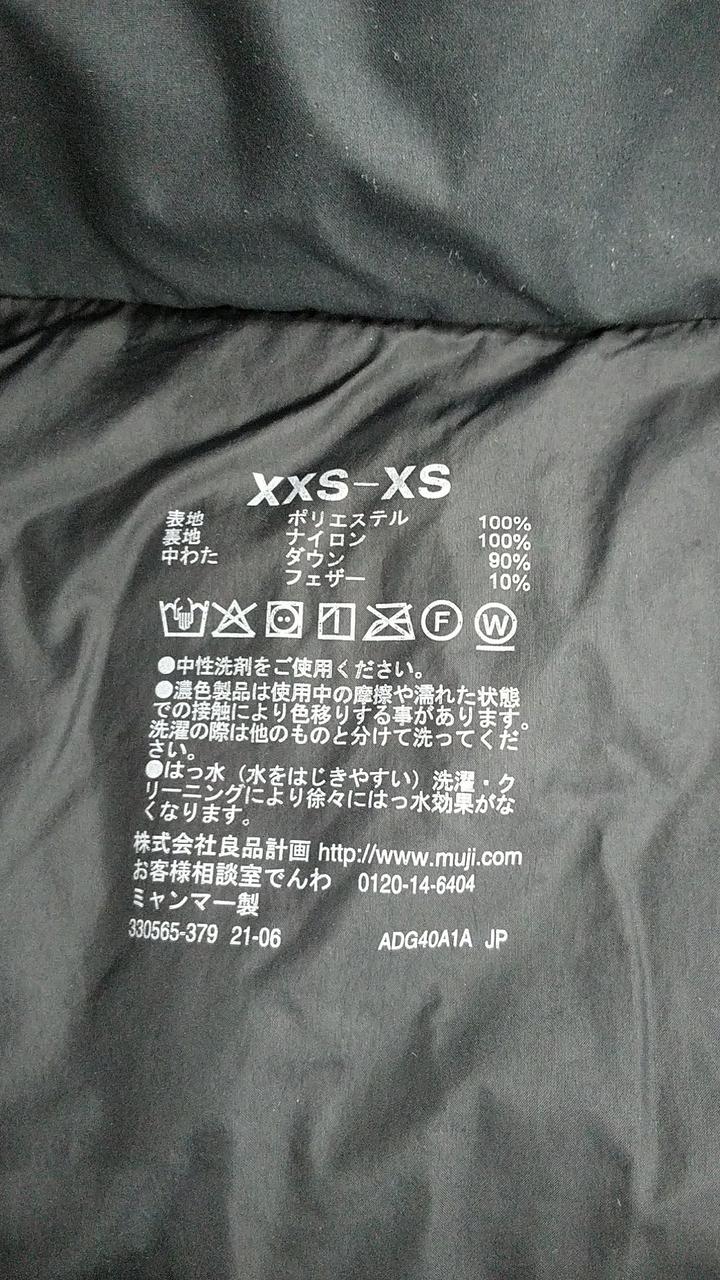 XXS-XS
表地 ポリエステル 100%
裏地 ナイロン 100%
中わた ダウン 90%
フェザー 10%
F W
●中性洗剤をご使用ください。
●濃色製品は使用中の摩擦や濡れた状態
での接触により色移りする事があります。
洗濯の際は他のものと分けて洗ってくだ
さい。
●はっ水(水をはじきやすい)洗濯・ク
リーニングにより徐々にはっ水効果がな
くなります。
株式会社良品計画 http://www.muji.com
お客様相談室でんわ 0120-14-6404
ミャンマー製
330565-379 21-06 ADG40A1A JP